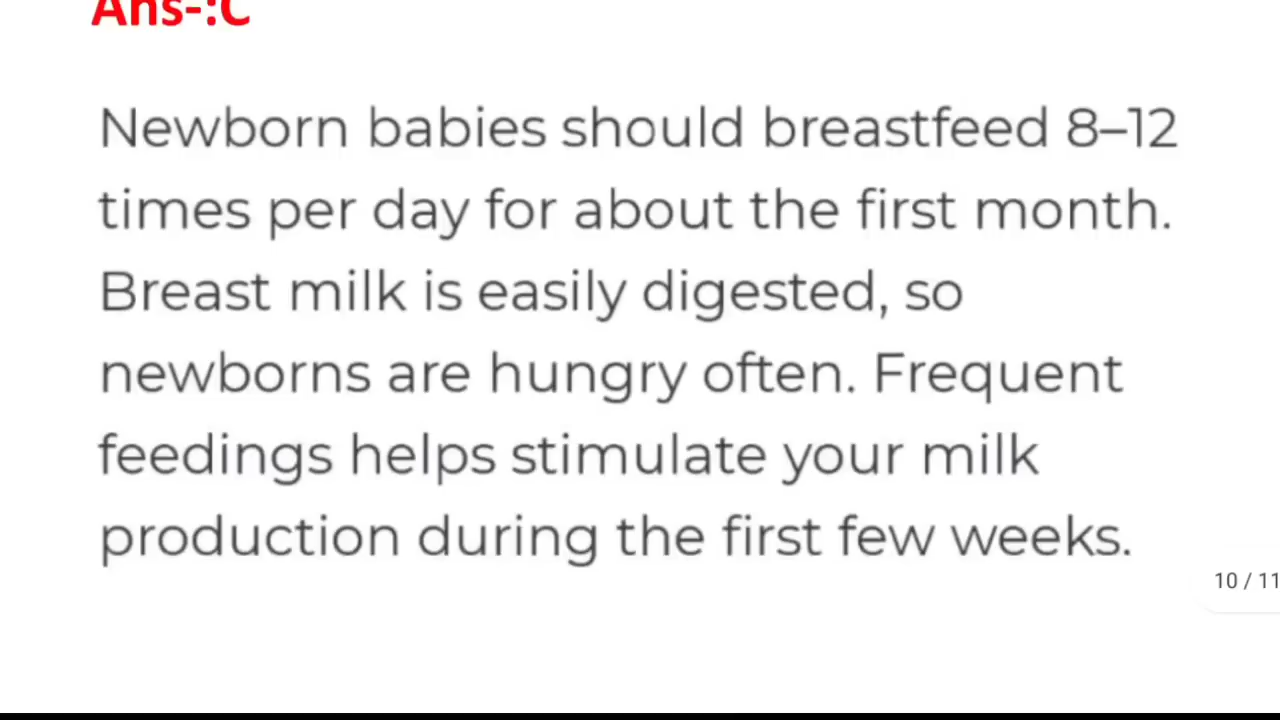 Ans-:C
Newborn babies should breastfeed 8–12
times per day for about the first month.
Breast milk is easily digested, so
newborns are hungry often. Frequent
feedings helps stimulate your milk
production during the first few weeks.
10 / 11